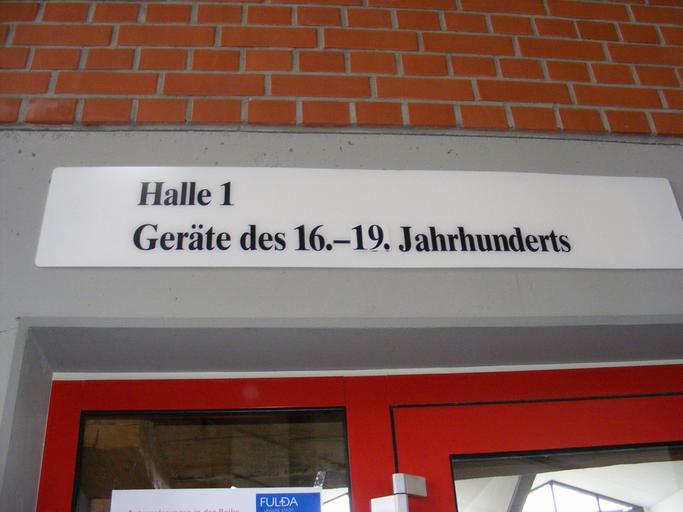 Halle 1
Geräte des 16.–19. Jahrhunderts
FULDA